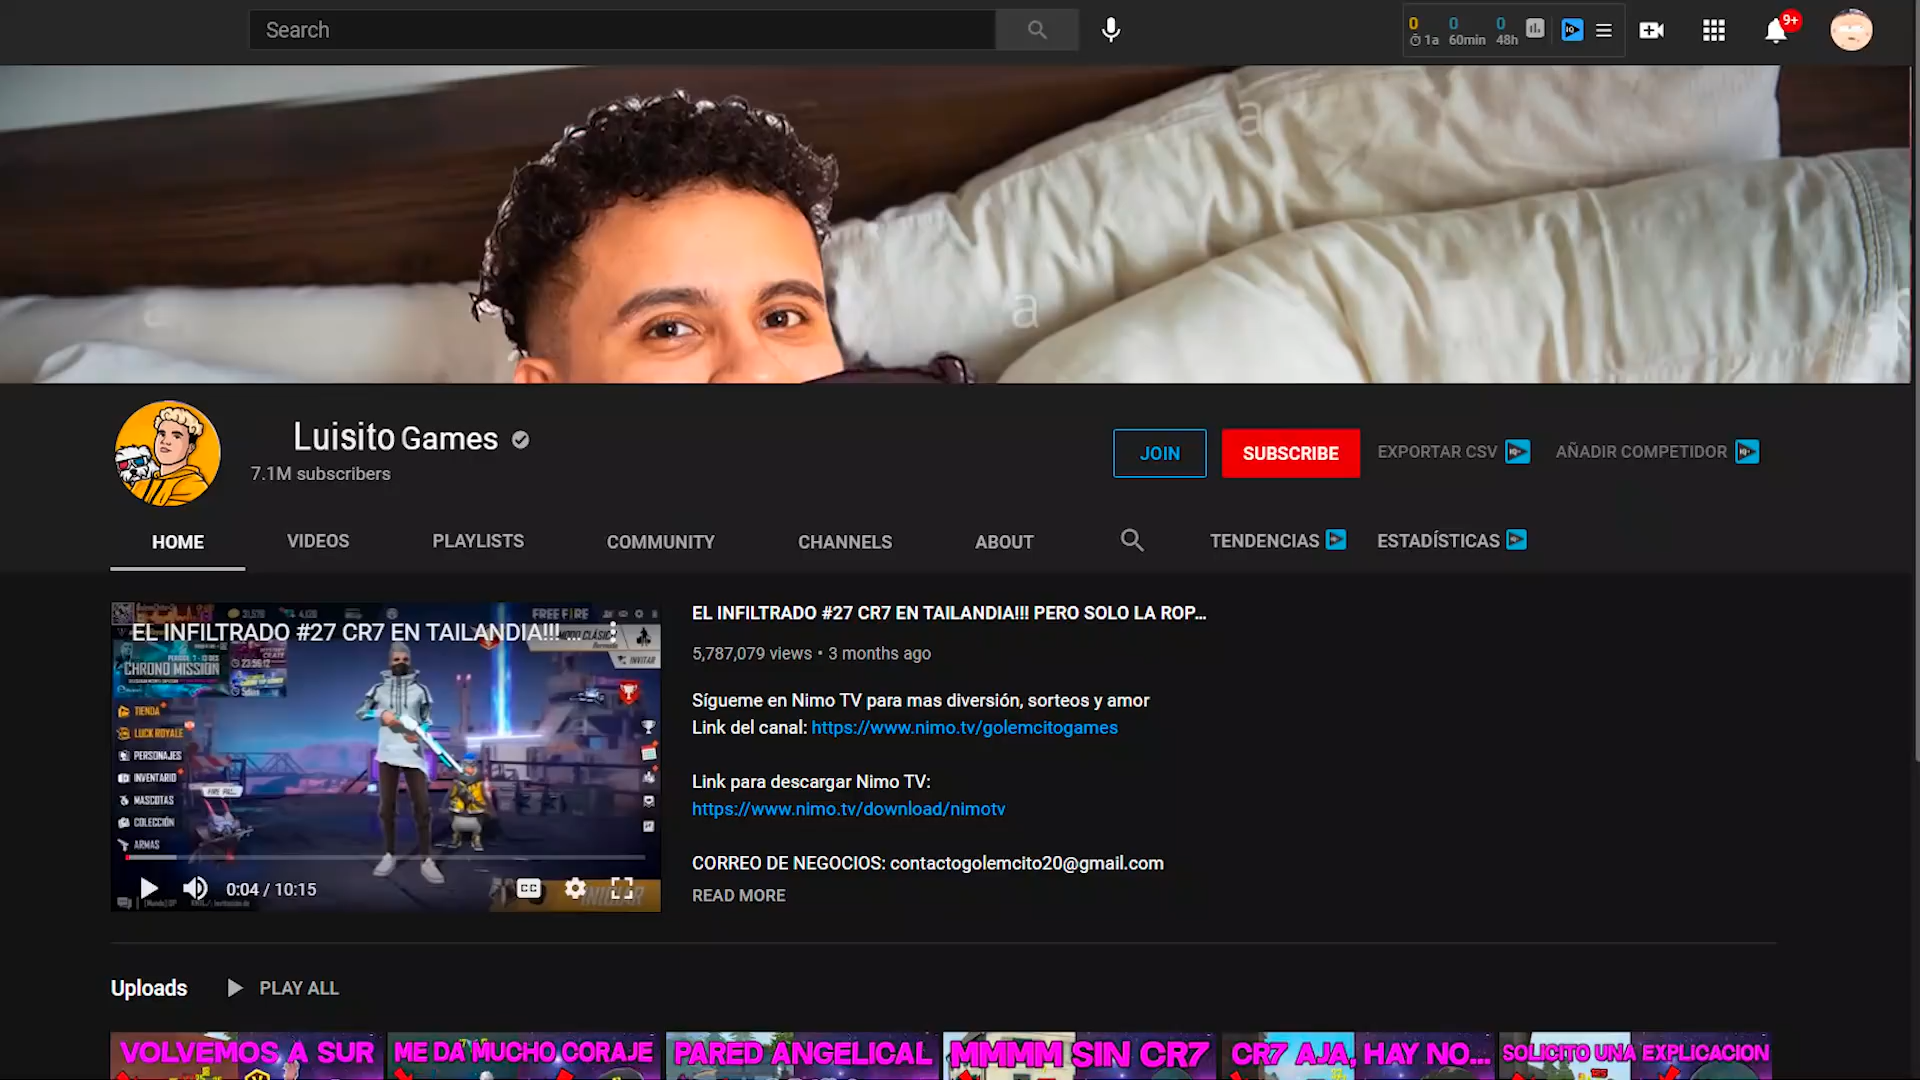 Search
0 0 0
1a 60min 48h
9+
a
a
Luisito Games
7.1M subscribers
JOIN
SUBSCRIBE
EXPORTAR CSV
AÑADIR COMPETIDOR
HOME
VIDEOS
PLAYLISTS
COMMUNITY
CHANNELS
ABOUT
TENDENCIAS
ESTADÍSTICAS
FREE FIRE
EL INFILTRADO #27 CR7 EN TAILANDIA!!! ...
INVITAR
CHRONO MISSION
TIENDA
LUCK ROYALE
PERSONAJES
INVENTARIO
MASCOTAS
COLECCIÓN
ARMAS
0:04 / 10:15
CC
INICIAR
EL INFILTRADO #27 CR7 EN TAILANDIA!!! PERO SOLO LA ROP...
5,787,079 views • 3 months ago
Sígueme en Nimo TV para mas diversión, sorteos y amor
Link del canal: https://www.nimo.tv/golemcitogames
Link para descargar Nimo TV:
https://www.nimo.tv/download/nimotv
CORREO DE NEGOCIOS: contactogolemcito20@gmail.com
READ MORE
Uploads
PLAY ALL
VOLVEMOS A SUR
ME DA MUCHO CORAJE
PARED ANGELICAL
MMMM SIN CR7
CR7 AJA, HAY NO...
SOLICITO UNA EXPLICACION